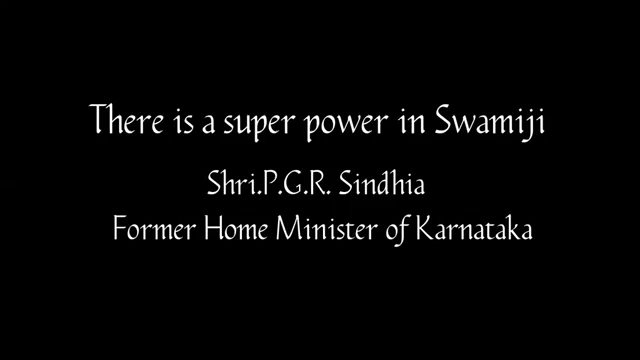 There is a super power in Swamiji
Shri.P.G.R. Sindhia
Former Home Minister of Karnataka